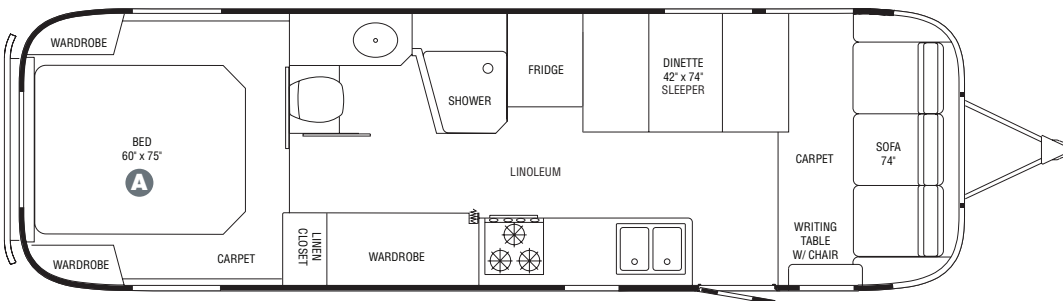 WARDROBE
BED
60" x 75"
A
WARDROBE
CARPET
LINEN
CLOSET
WARDROBE
SHOWER
FRIDGE
DINETTE
42" x 74"
SLEEPER
LINOLEUM
CARPET
SOFA
74"
WRITING
TABLE
W/ CHAIR